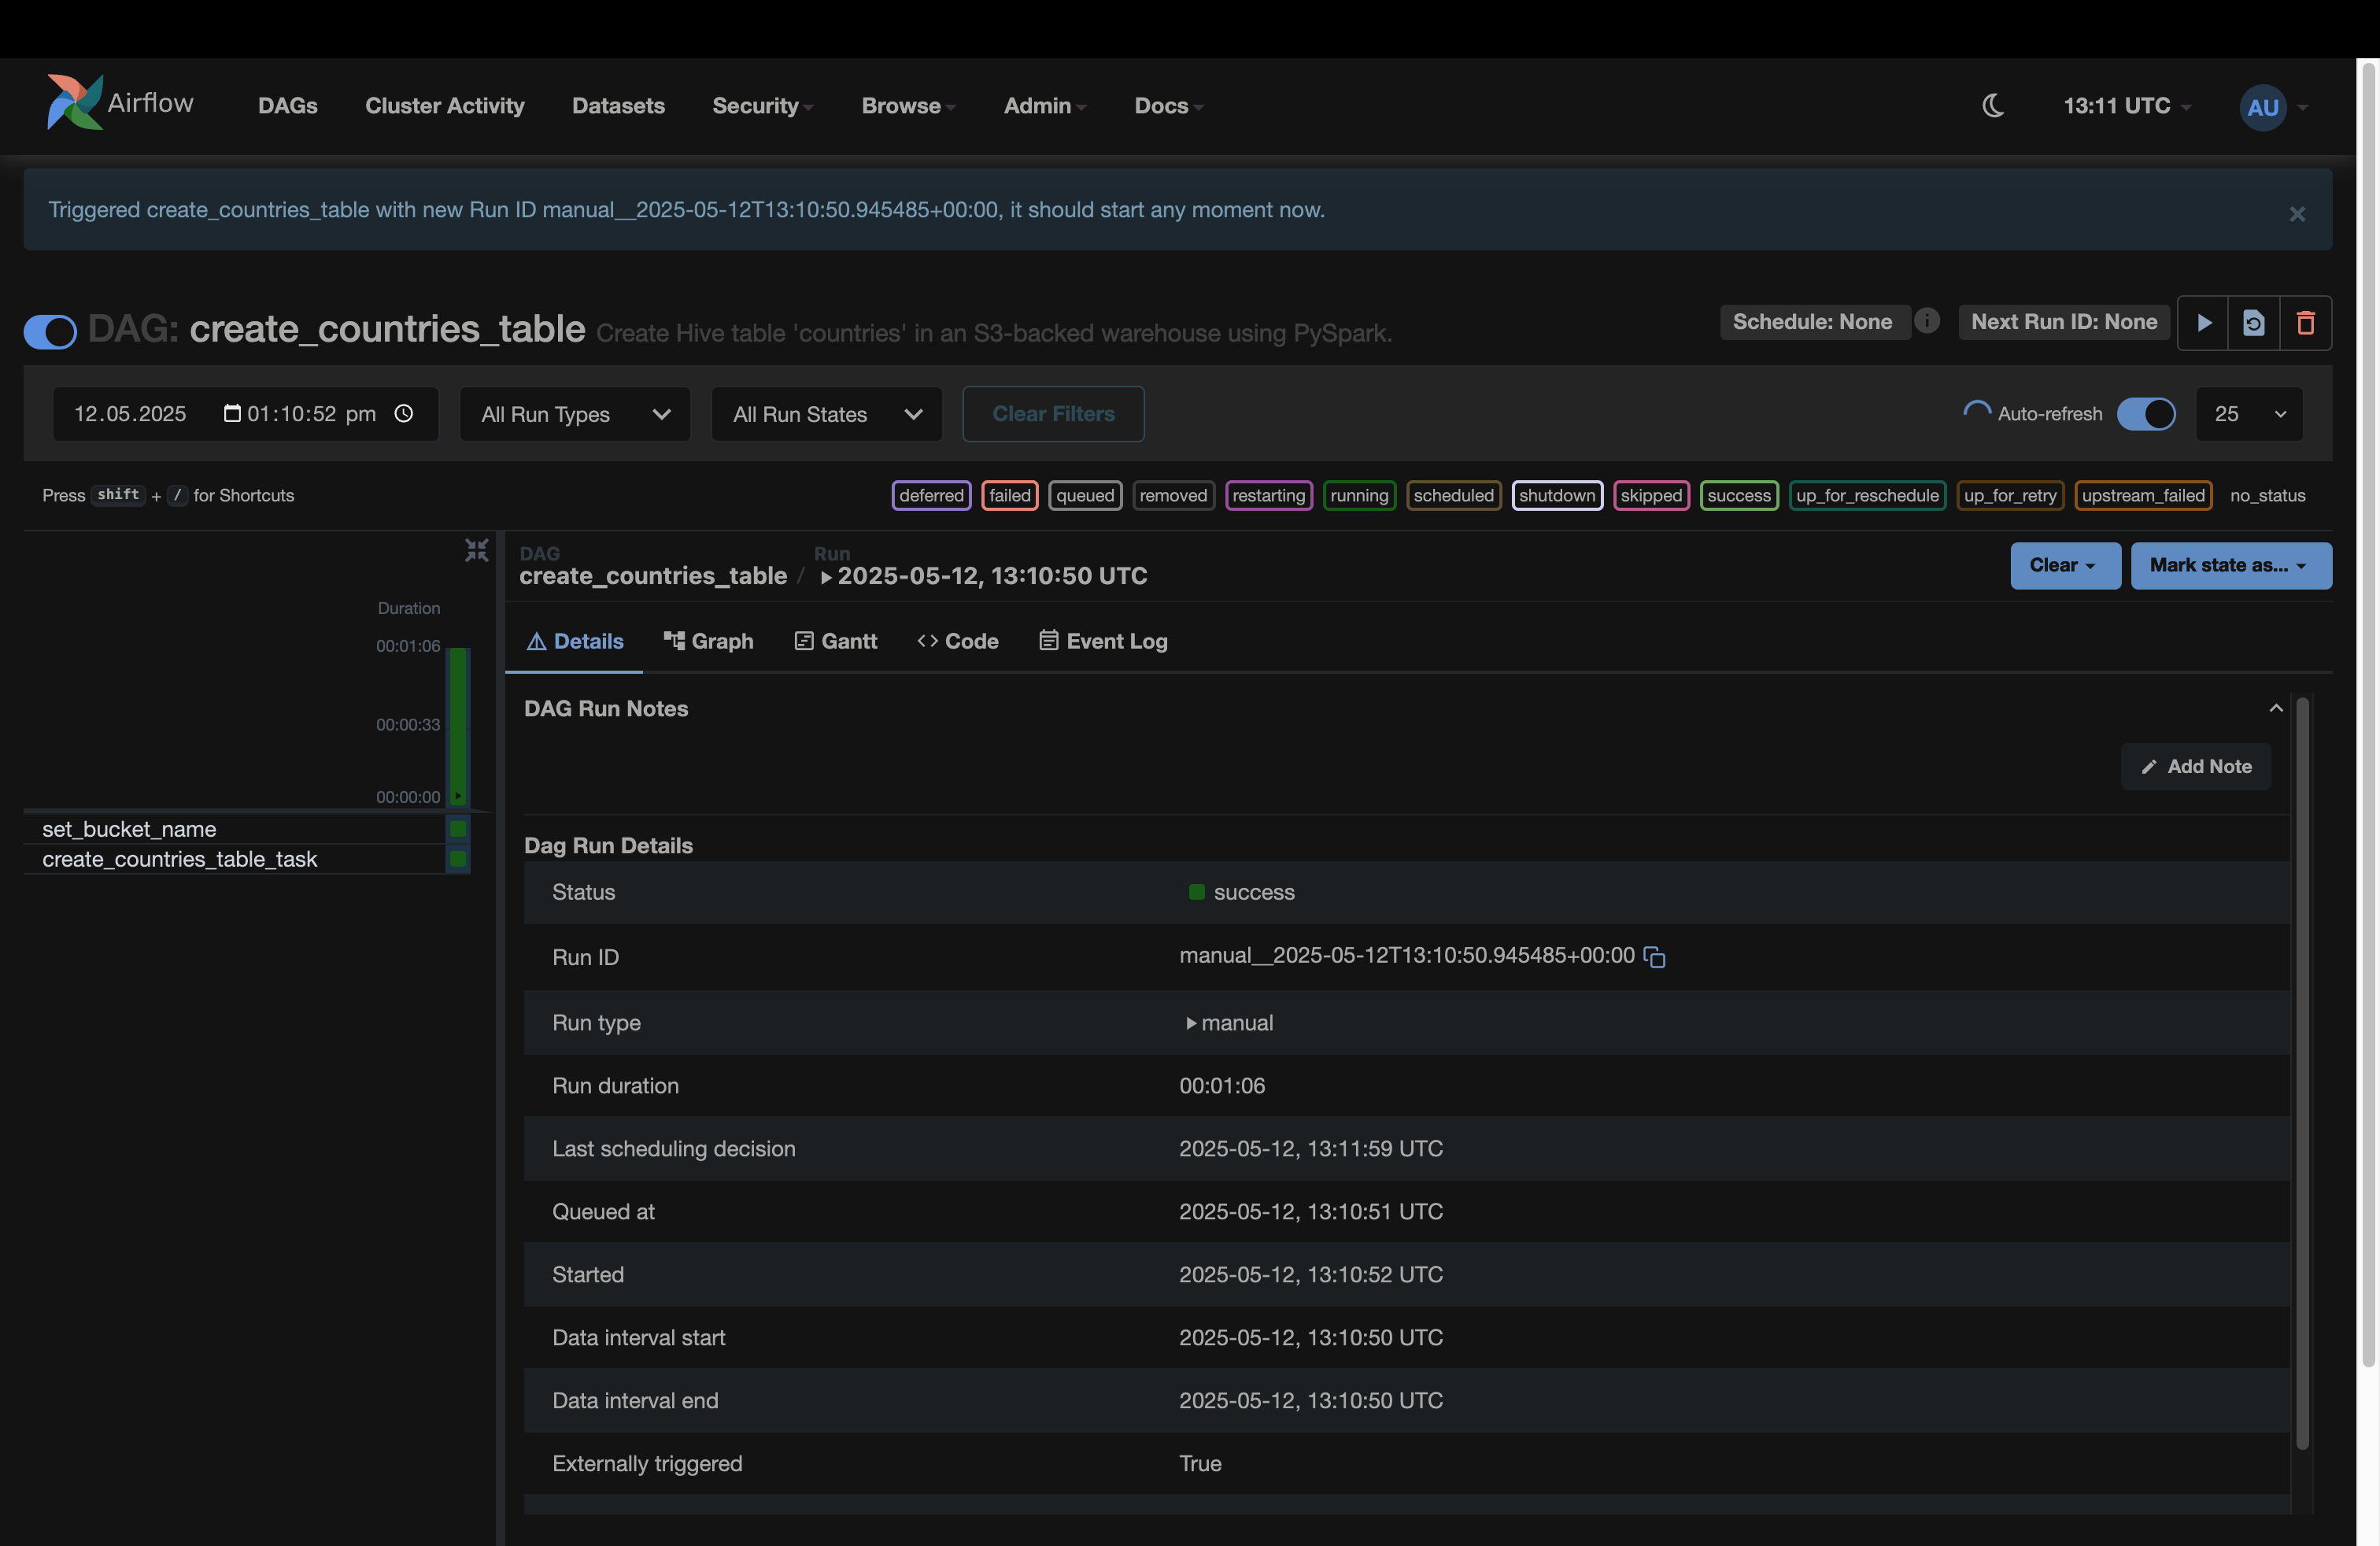 Airflow DAGs Cluster Activity Datasets Security Browse Admin Docs 13:11 UTC AU
Triggered create_countries_table with new Run ID manual__2025-05-12T13:10:50.945485+00:00, it should start any moment now. ×
DAG: create_countries_table Create Hive table 'countries' in an S3-backed warehouse using PySpark. Schedule: None i Next Run ID: None
12.05.2025 01:10:52 pm All Run Types All Run States Clear Filters Auto-refresh 25
Press shift + / for Shortcuts deferred failed queued removed restarting running scheduled shutdown skipped success up_for_reschedule up_for_retry upstream_failed no_status
Duration
00:01:06
00:00:33
00:00:00
set_bucket_name
create_countries_table_task
DAG Run
create_countries_table / 2025-05-12, 13:10:50 UTC
Clear Mark state as...
Details Graph Gantt Code Event Log
DAG Run Notes
Add Note
Dag Run Details
Status success
Run ID manual__2025-05-12T13:10:50.945485+00:00
Run type manual
Run duration 00:01:06
Last scheduling decision 2025-05-12, 13:11:59 UTC
Queued at 2025-05-12, 13:10:51 UTC
Started 2025-05-12, 13:10:52 UTC
Data interval start 2025-05-12, 13:10:50 UTC
Data interval end 2025-05-12, 13:10:50 UTC
Externally triggered True